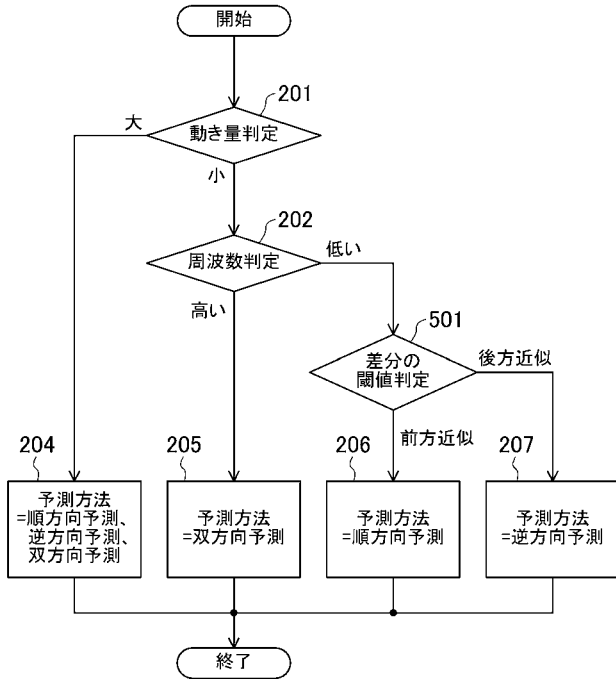 開始
201
動き量判定
大
小
202
周波数判定
低い
高い
501
差分の
閾値判定
後方近似
前方近似
204
予測方法
=順方向予測、
逆方向予測、
双方向予測
205
予測方法
=双方向予測
206
予測方法
=順方向予測
207
予測方法
=逆方向予測
終了